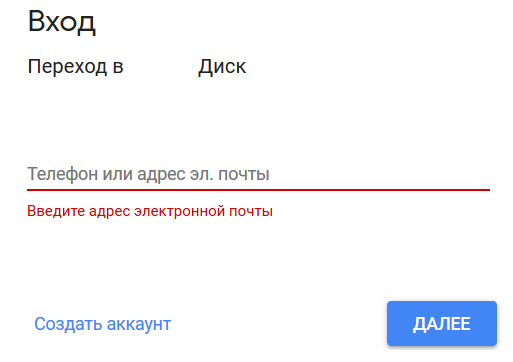 Вход
Переход в Диск
Телефон или адрес эл. почты
Введите адрес электронной почты
Создать аккаунт
ДАЛЕЕ